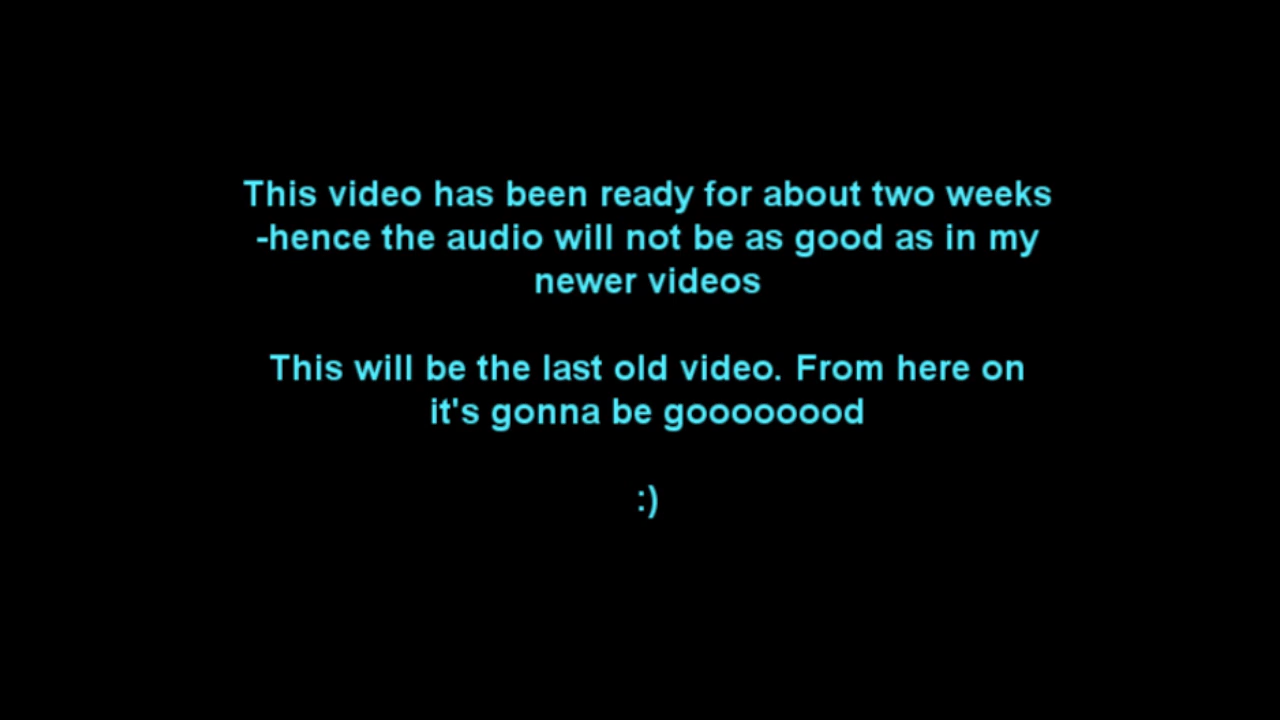 This video has been ready for about two weeks
-hence the audio will not be as good as in my
newer videos
This will be the last old video. From here on
it's gonna be goooooood
:)